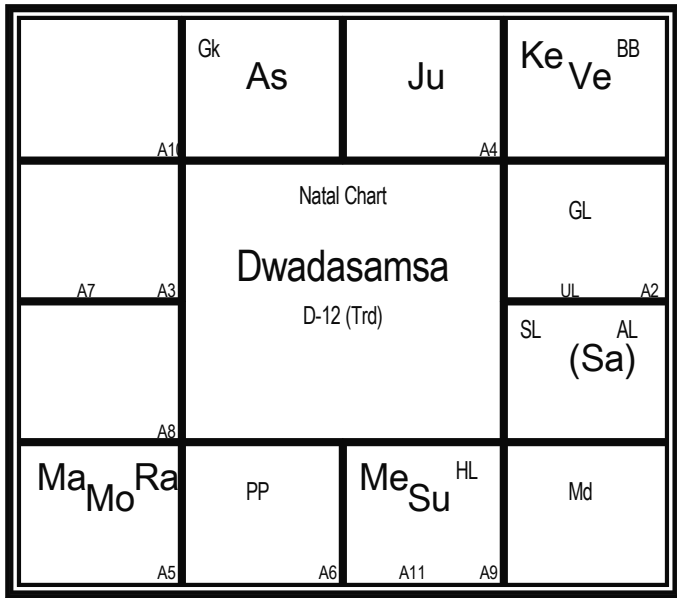 Gk
As
Ju
Ke Ve BB
A10
A4
Natal Chart
GL
Dwadasamsa
A7 A3
UL A2
D-12 (Trd)
SL AL
(Sa)
A8
Ma Mo Ra
PP
Me Su HL
Md
A5
A6
A11 A9